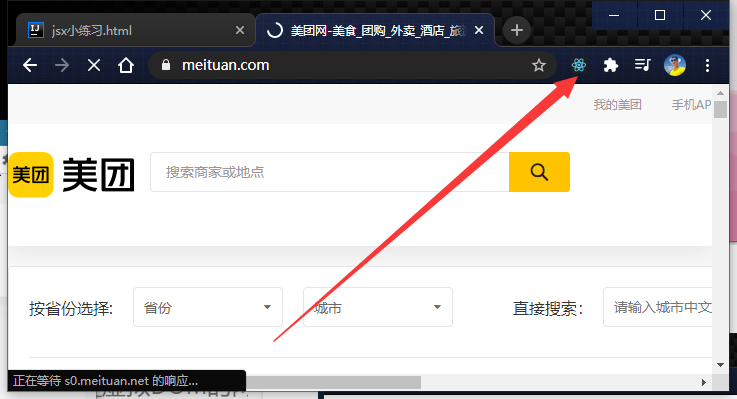 jsx小练习.html
美团网-美食_团购_外卖_酒店_旅
meituan.com
我的美团 手机AP
美团 美团
搜索商家或地点
按省份选择: 省份 城市 直接搜索: 请输入城市中文
正在等待 s0.meituan.net 的响应...